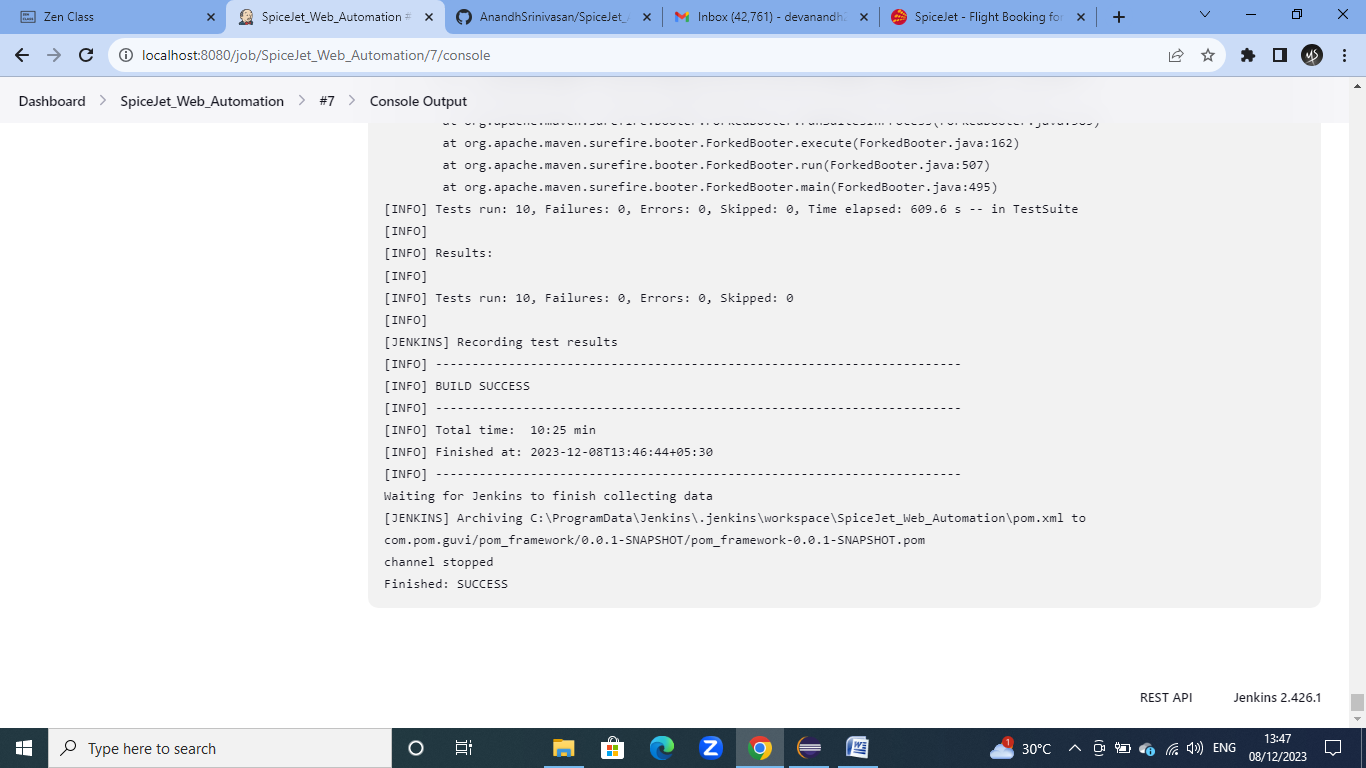 Zen Class
SpiceJet_Web_Automation #
AnandhSrinivasan/SpiceJet_
Inbox (42,761) - devanandh
SpiceJet - Flight Booking for
localhost:8080/job/SpiceJet_Web_Automation/7/console
Dashboard > SpiceJet_Web_Automation > #7 > Console Output
at org.apache.maven.surefire.booter.ForkedBooter.execute(ForkedBooter.java:162)
at org.apache.maven.surefire.booter.ForkedBooter.run(ForkedBooter.java:507)
at org.apache.maven.surefire.booter.ForkedBooter.main(ForkedBooter.java:495)
[INFO] Tests run: 10, Failures: 0, Errors: 0, Skipped: 0, Time elapsed: 609.6 s -- in TestSuite
[INFO]
[INFO] Results:
[INFO]
[INFO] Tests run: 10, Failures: 0, Errors: 0, Skipped: 0
[INFO]
[JENKINS] Recording test results
[INFO] ------------------------------------------------------------------------
[INFO] BUILD SUCCESS
[INFO] ------------------------------------------------------------------------
[INFO] Total time:  10:25 min
[INFO] Finished at: 2023-12-08T13:46:44+05:30
[INFO] ------------------------------------------------------------------------
Waiting for Jenkins to finish collecting data
[JENKINS] Archiving C:\ProgramData\Jenkins\.jenkins\workspace\SpiceJet_Web_Automation\pom.xml to
com.pom.guvi/pom_framework/0.0.1-SNAPSHOT/pom_framework-0.0.1-SNAPSHOT.pom
channel stopped
Finished: SUCCESS
REST API
Jenkins 2.426.1
Type here to search
1
30°C
ENG
13:47
08/12/2023